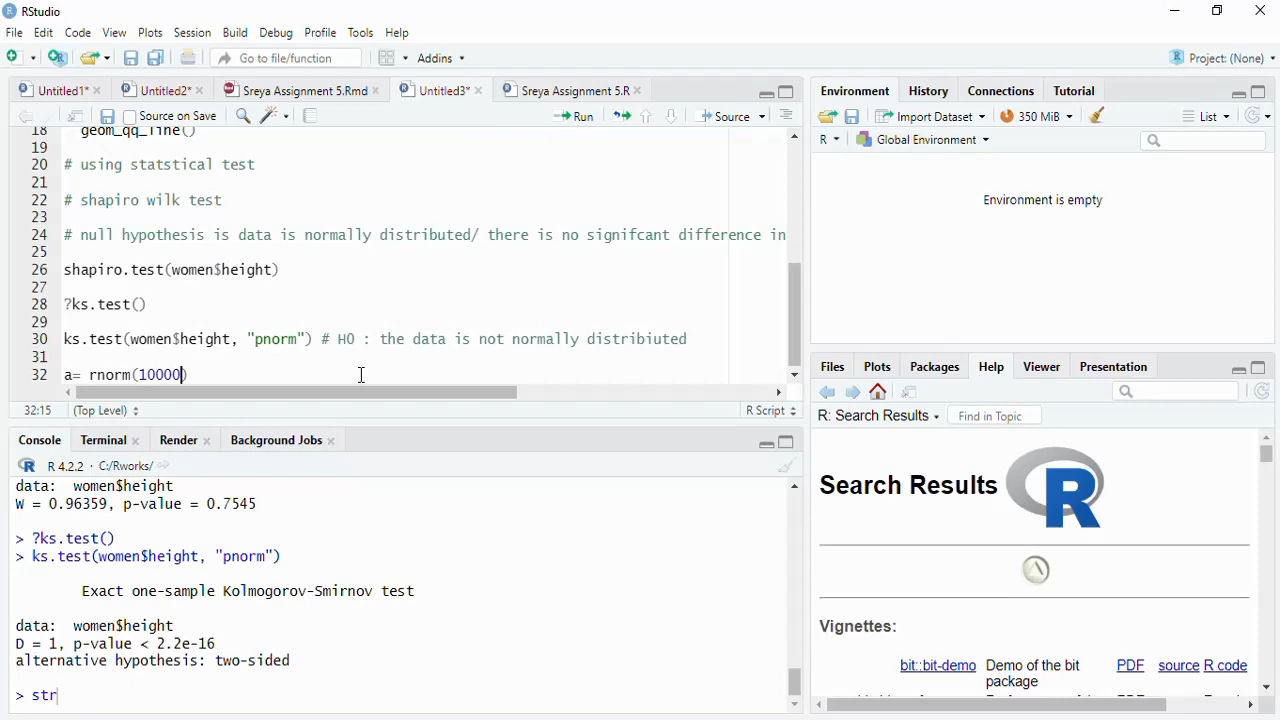 RStudio
File Edit Code View Plots Session Build Debug Profile Tools Help
Go to file/function Addins Project: (None)
Untitled1* Untitled2* Sreya Assignment 5.Rmd Untitled3* Sreya Assignment 5.R
Source on Save Run Source
18 geom_qq_line()
19
20 # using statstical test
21
22 # shapiro wilk test
23
24 # null hypothesis is data is normally distributed/ there is no signifcant difference in
25
26 shapiro.test(women$height)
27
28 ?ks.test()
29
30 ks.test(women$height, "pnorm") # H0 : the data is not normally distribiuted
31
32 a= rnorm(10000)
32:15 (Top Level) R Script
Console Terminal Render Background Jobs
R 4.2.2 · C:/Rworks/
data: women$height
W = 0.96359, p-value = 0.7545
> ?ks.test()
> ks.test(women$height, "pnorm")
Exact one-sample Kolmogorov-Smirnov test
data: women$height
D = 1, p-value < 2.2e-16
alternative hypothesis: two-sided
> str
Environment History Connections Tutorial
Import Dataset 350 MiB List
R Global Environment
Environment is empty
Files Plots Packages Help Viewer Presentation
R: Search Results Find in Topic
Search Results R
Vignettes:
bit::bit-demo Demo of the bit PDF source R code
package